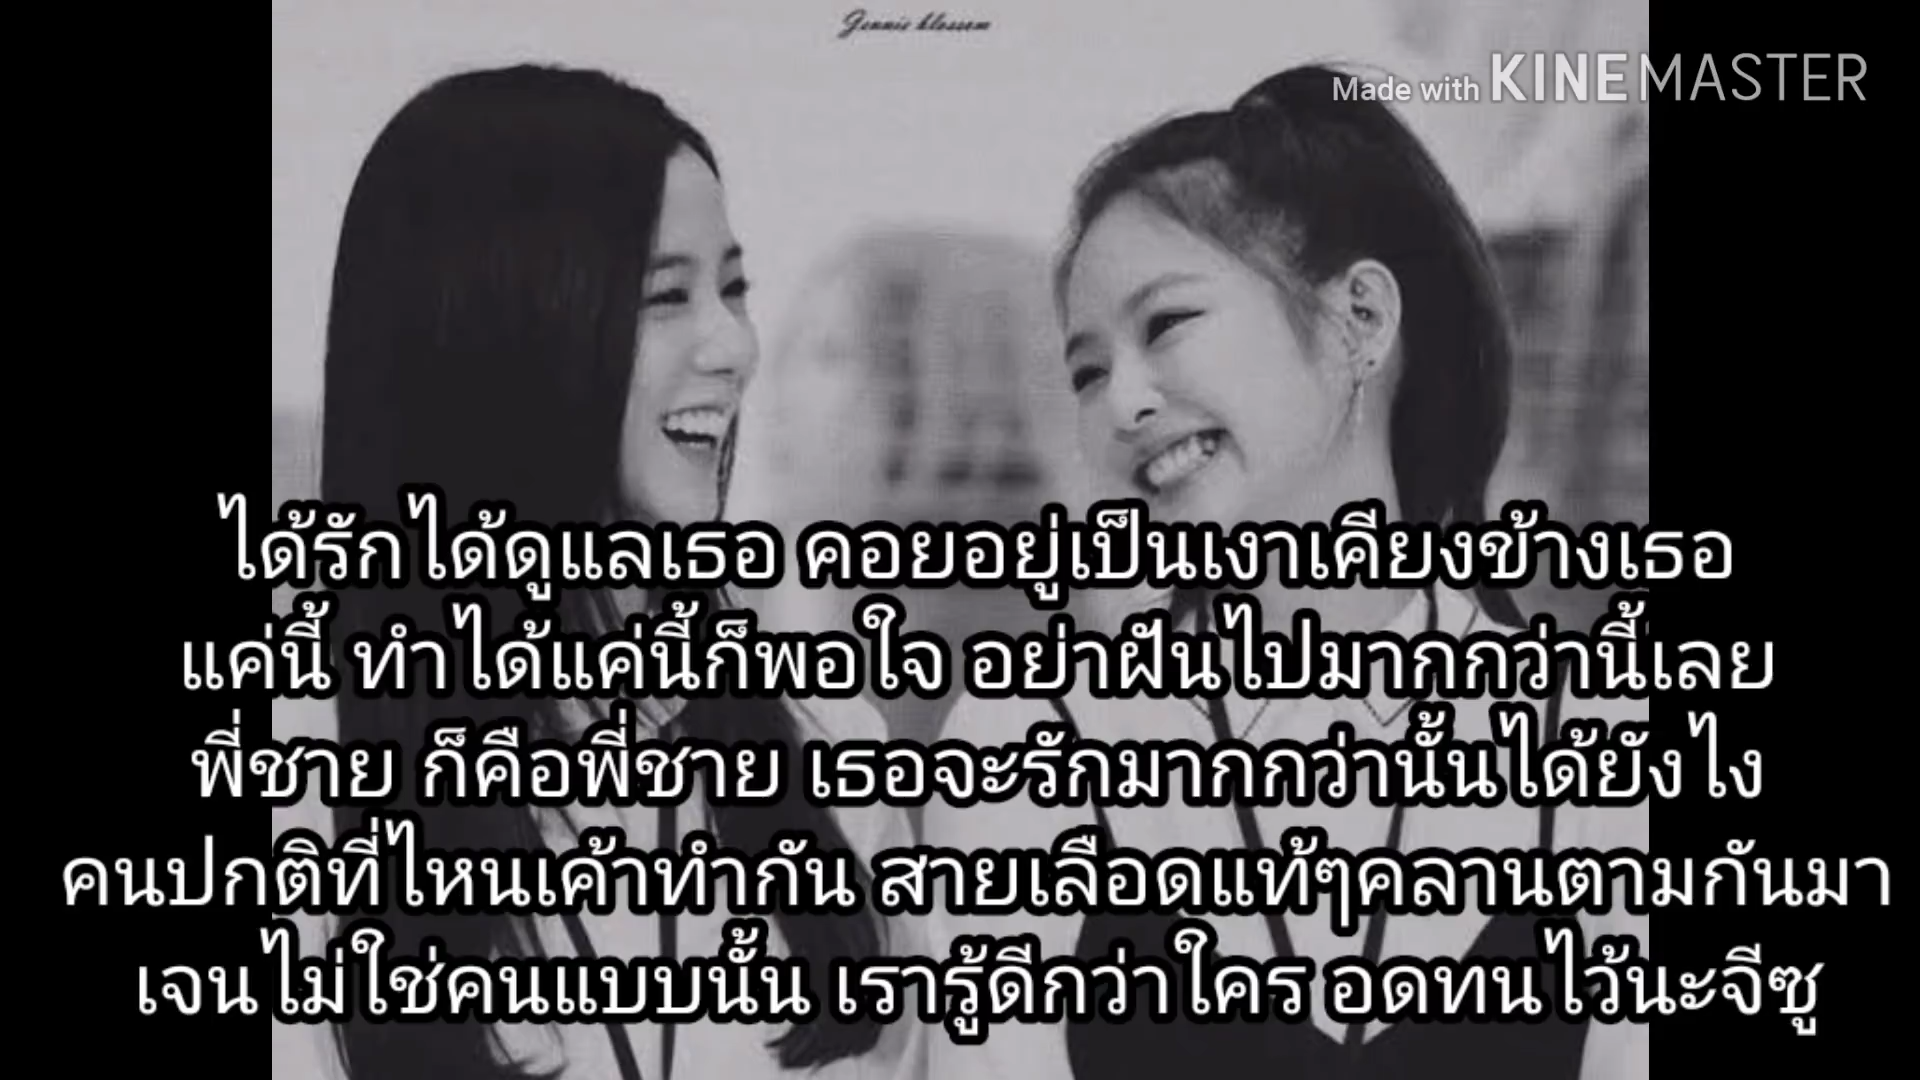 Jennie blossom
Made with KINEMASTER
ได้รักได้ดูแลเธอ คอยอยู่เป็นเงาเคียงข้างเธอ
แค่นี้ ทำได้แค่นี้ก็พอใจ อย่าฝันไปมากกว่านี้เลย
พี่ชาย ก็คือพี่ชาย เธอจะรักมากกว่านั้นได้ยังไง
คนปกติที่ไหนเค้าทำกัน สายเลือดแท้ๆคลานตามกันมา
เจนไม่ใช่คนแบบนั้น เรารู้ดีกว่าใคร อดทนไว้นะจีซู